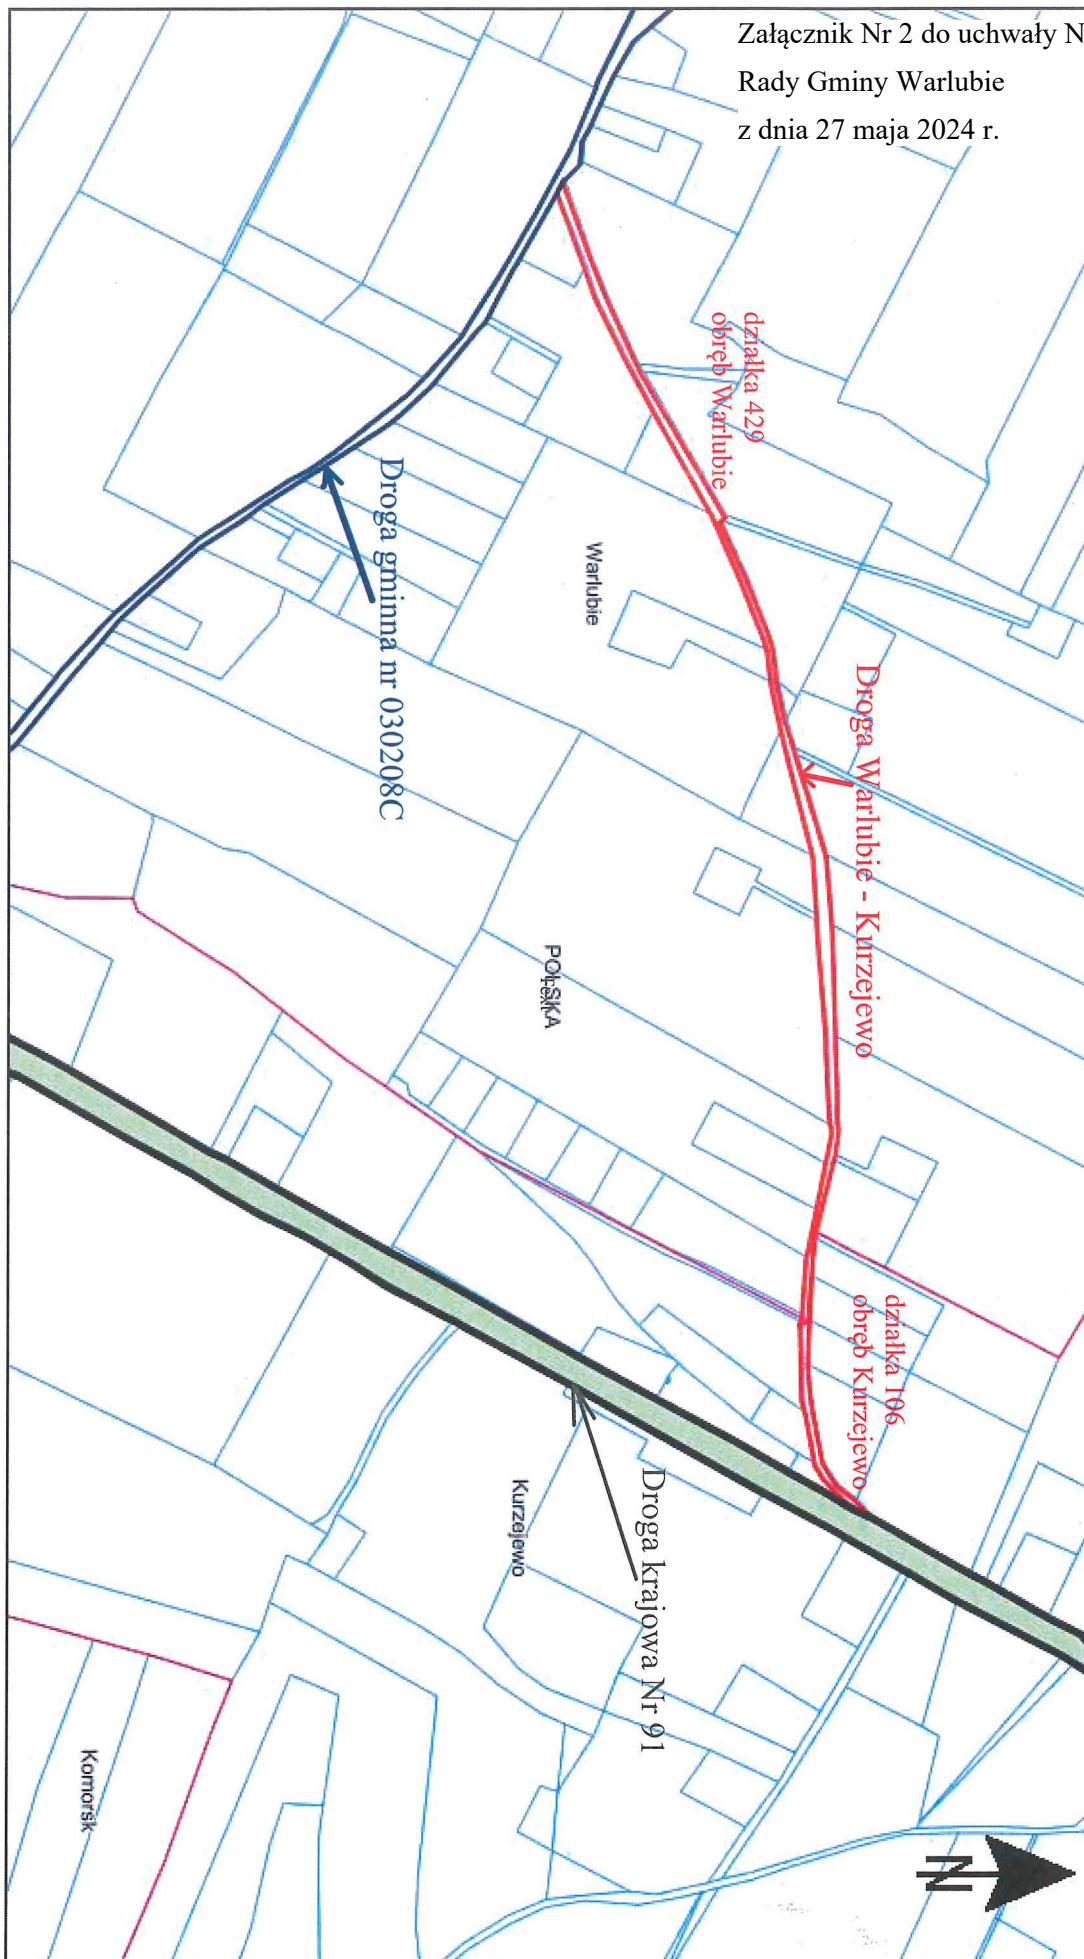 Załącznik Nr 2 do uchwały N
Rady Gminy Warlubie
z dnia 27 maja 2024 r.
działka 429
obręb Warlubie
Droga gminna nr 030208C
Warlubie
Droga Warlubie - Kurzejewo
POLSKA
działka 106
obręb Kurzejewo
Droga krajowa Nr 91
Kurzejewo
Komorsk
N